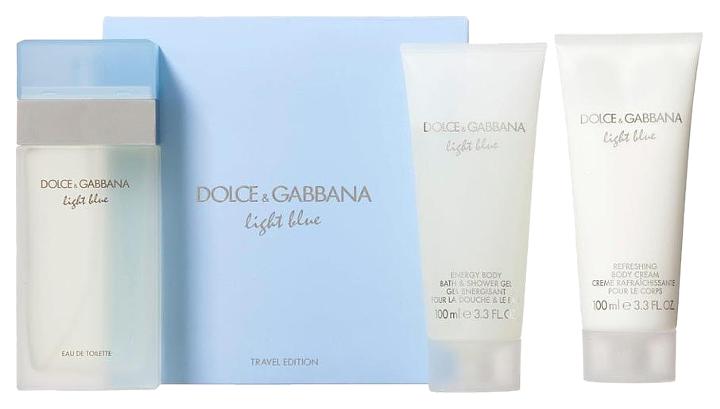 DOLCE & GABBANA
light blue
EAU DE TOILETTE
DOLCE & GABBANA
light blue
TRAVEL EDITION
DOLCE & GABBANA
light blue
ENERGY BODY
BATH & SHOWER GEL
GEL ENERGISANT
POUR LA DOUCHE & LE
100 ml e 3.3 FL.
DOLCE & GABBANA
light blue
REFRESHING
BODY CREAM
CREME RAFRAÎCHISSANTE
POUR LE CORPS
100 ml e 3.3 FL.OZ.